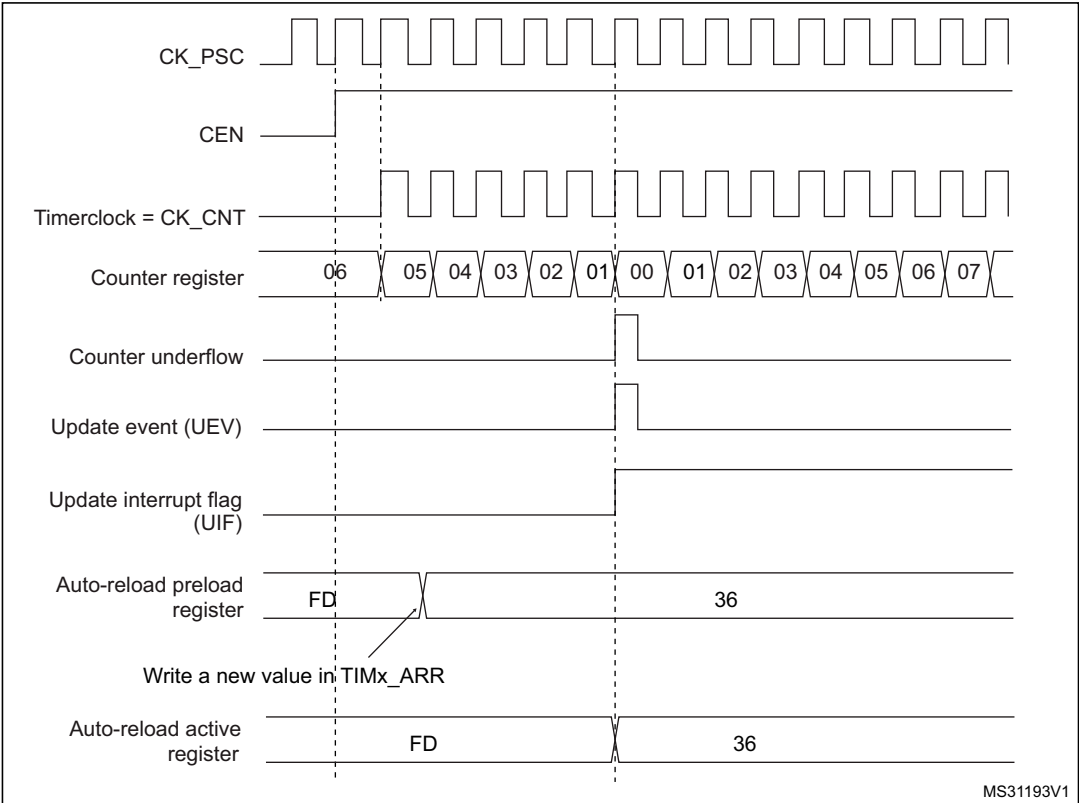 CK_PSC
CEN
Timerclock = CK_CNT
Counter register 06 05 04 03 02 01 00 01 02 03 04 05 06 07
Counter underflow
Update event (UEV)
Update interrupt flag
(UIF)
Auto-reload preload
register
FD 36
Write a new value in TIMx_ARR
Auto-reload active
register
FD 36
MS31193V1